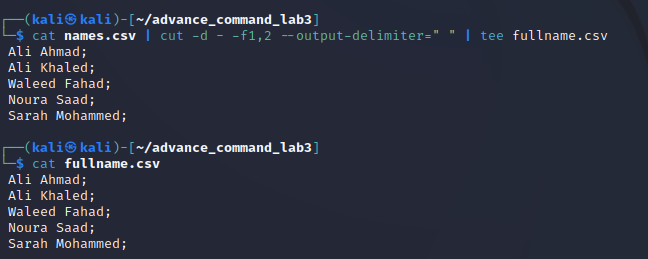 ┌──(kali㉿kali)-[~/advance_command_lab3]
└─$ cat names.csv | cut -d - -f1,2 --output-delimiter=" " | tee fullname.csv
Ali Ahmad;
Ali Khaled;
Waleed Fahad;
Noura Saad;
Sarah Mohammed;
┌──(kali㉿kali)-[~/advance_command_lab3]
└─$ cat fullname.csv
Ali Ahmad;
Ali Khaled;
Waleed Fahad;
Noura Saad;
Sarah Mohammed;